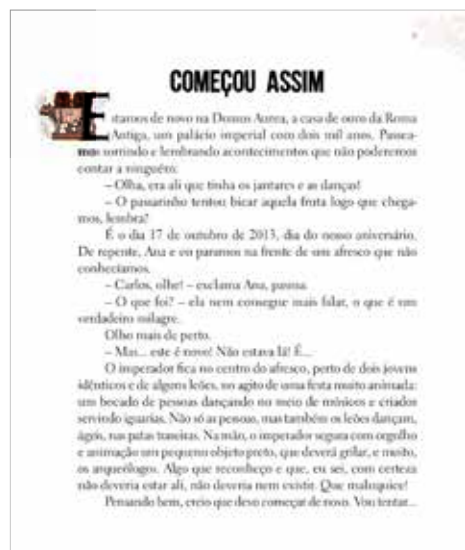 COMEÇOU ASSIM
Estamos de novo na Domus Aurea, a casa de ouro da Roma
Antiga, um palácio imperial com dois mil anos. Passea-
mos sorrindo e lembrando acontecimentos que não poderemos
contar a ninguém:
– Olha, era ali que tinha os jantares e as danças!
– O passarinho tentou bicar aquela fruta logo que chega-
mos, lembra?
É o dia 17 de outubro de 2013, dia do nosso aniversário.
De repente, Ana e eu paramos na frente de um afresco que não
conhecíamos.
– Carlos, olhe! – exclama Ana, pasma.
– O que foi? – ela nem consegue mais falar, o que é um
verdadeiro milagre.
Olho mais de perto.
– Mas... este é novo! Não estava lá! É...
O imperador fica no centro do afresco, perto de dois jovens
idênticos e de alguns leões, no agito de uma festa muito animada:
um bocado de pessoas dançando no meio de músicos e criados
servindo iguarias. Não só as pessoas, mas também os leões dançam,
ágeis, nas patas traseiras. Na mão, o imperador segura com orgulho
e animação um pequeno objeto preto, que deverá grilar, e muito,
os arqueólogos. Algo que reconheço e que, eu sei, com certeza
não deveria estar ali, não deveria nem existir. Que maluquice!
Pensando bem, creio que devo começar de novo. Vou tentar...